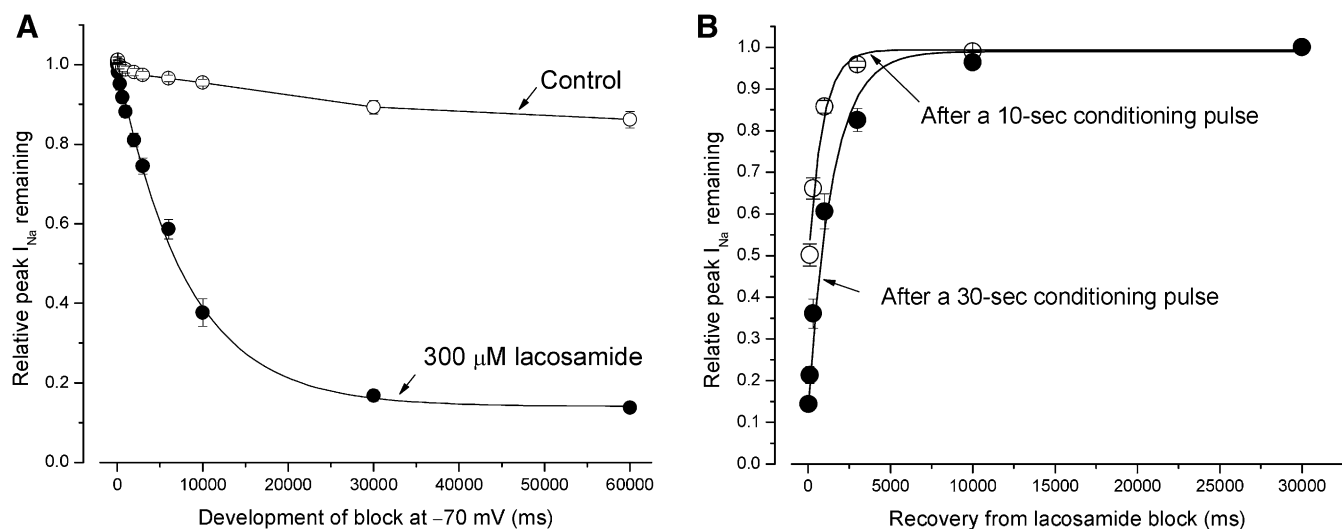 A
Relative peak I_Na remaining
1.0
0.8
0.6
0.4
0.2
0.0
Control
300 μM lacosamide
0 10000 20000 30000 40000 50000 60000
Development of block at −70 mV (ms)
B
Relative peak I_Na remaining
1.0
0.9
0.8
0.7
0.6
0.5
0.4
0.3
0.2
0.1
0.0
After a 10-sec conditioning pulse
After a 30-sec conditioning pulse
0 5000 10000 15000 20000 25000 30000
Recovery from lacosamide block (ms)